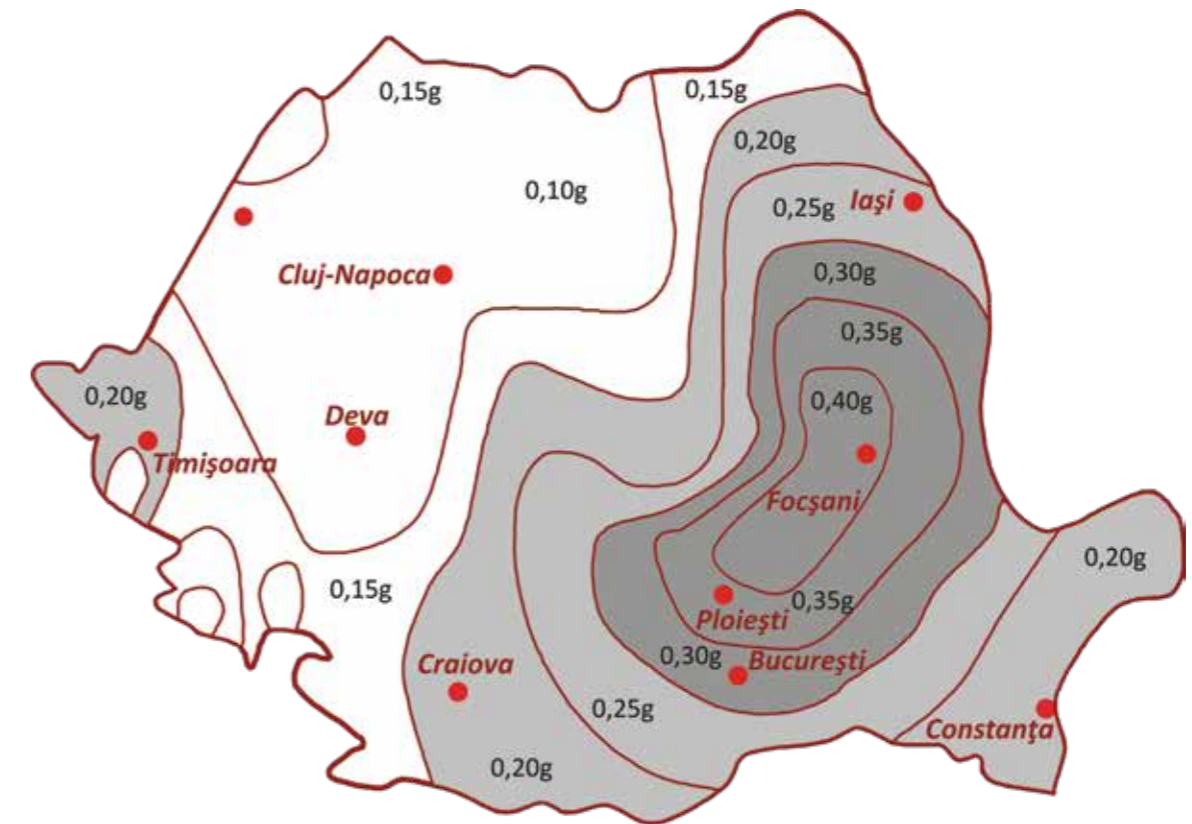 0,15g
0,15g
0,20g
0,10g
0,25g
Iaşi
Cluj-Napoca
0,30g
0,35g
0,20g
0,40g
Deva
Timişoara
Focşani
0,20g
0,15g
0,35g
Ploieşti
0,30g
Bucureşti
Craiova
0,25g
Constanţa
0,20g